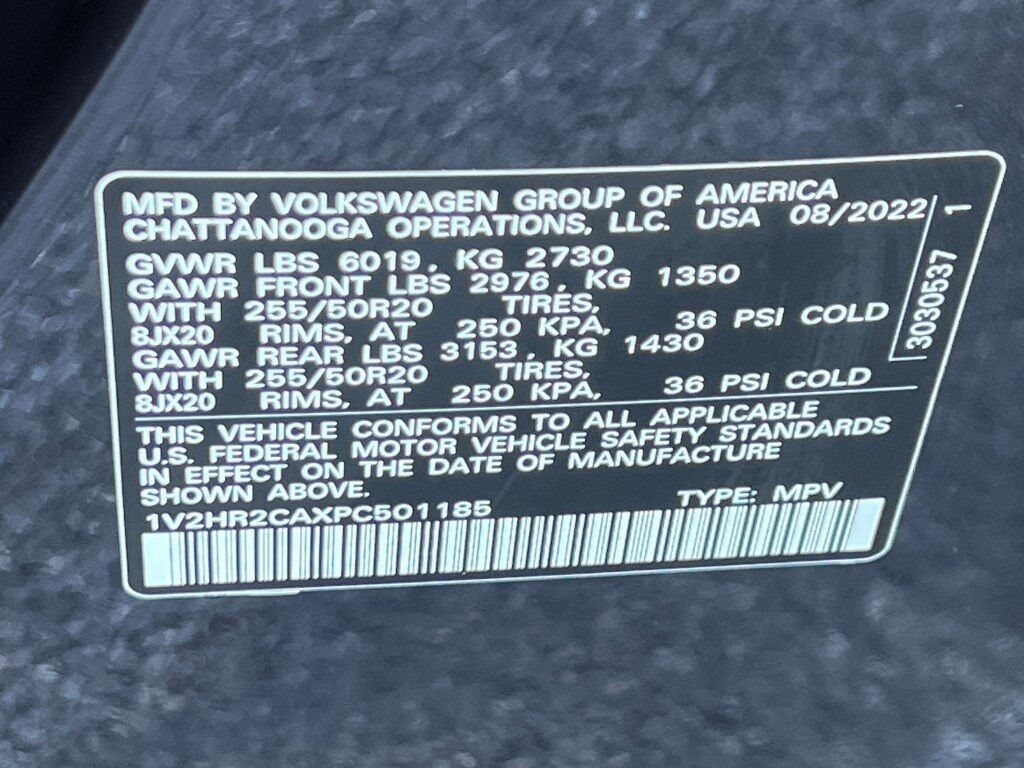 MFD BY VOLKSWAGEN GROUP OF AMERICA
CHATTANOOGA OPERATIONS, LLC. USA 08/2022
GVWR LBS 6019, KG 2730
GAWR FRONT LBS 2976, KG 1350
WITH 255/50R20 TIRES,
8JX20 RIMS, AT 250 KPA, 36 PSI COLD
GAWR REAR LBS 3153, KG 1430
WITH 255/50R20 TIRES,
8JX20 RIMS, AT 250 KPA, 36 PSI COLD
THIS VEHICLE CONFORMS TO ALL APPLICABLE
U.S. FEDERAL MOTOR VEHICLE SAFETY STANDARDS
IN EFFECT ON THE DATE OF MANUFACTURE
SHOWN ABOVE.
1V2HR2CAXPC501185 TYPE: MPV
3030537 1